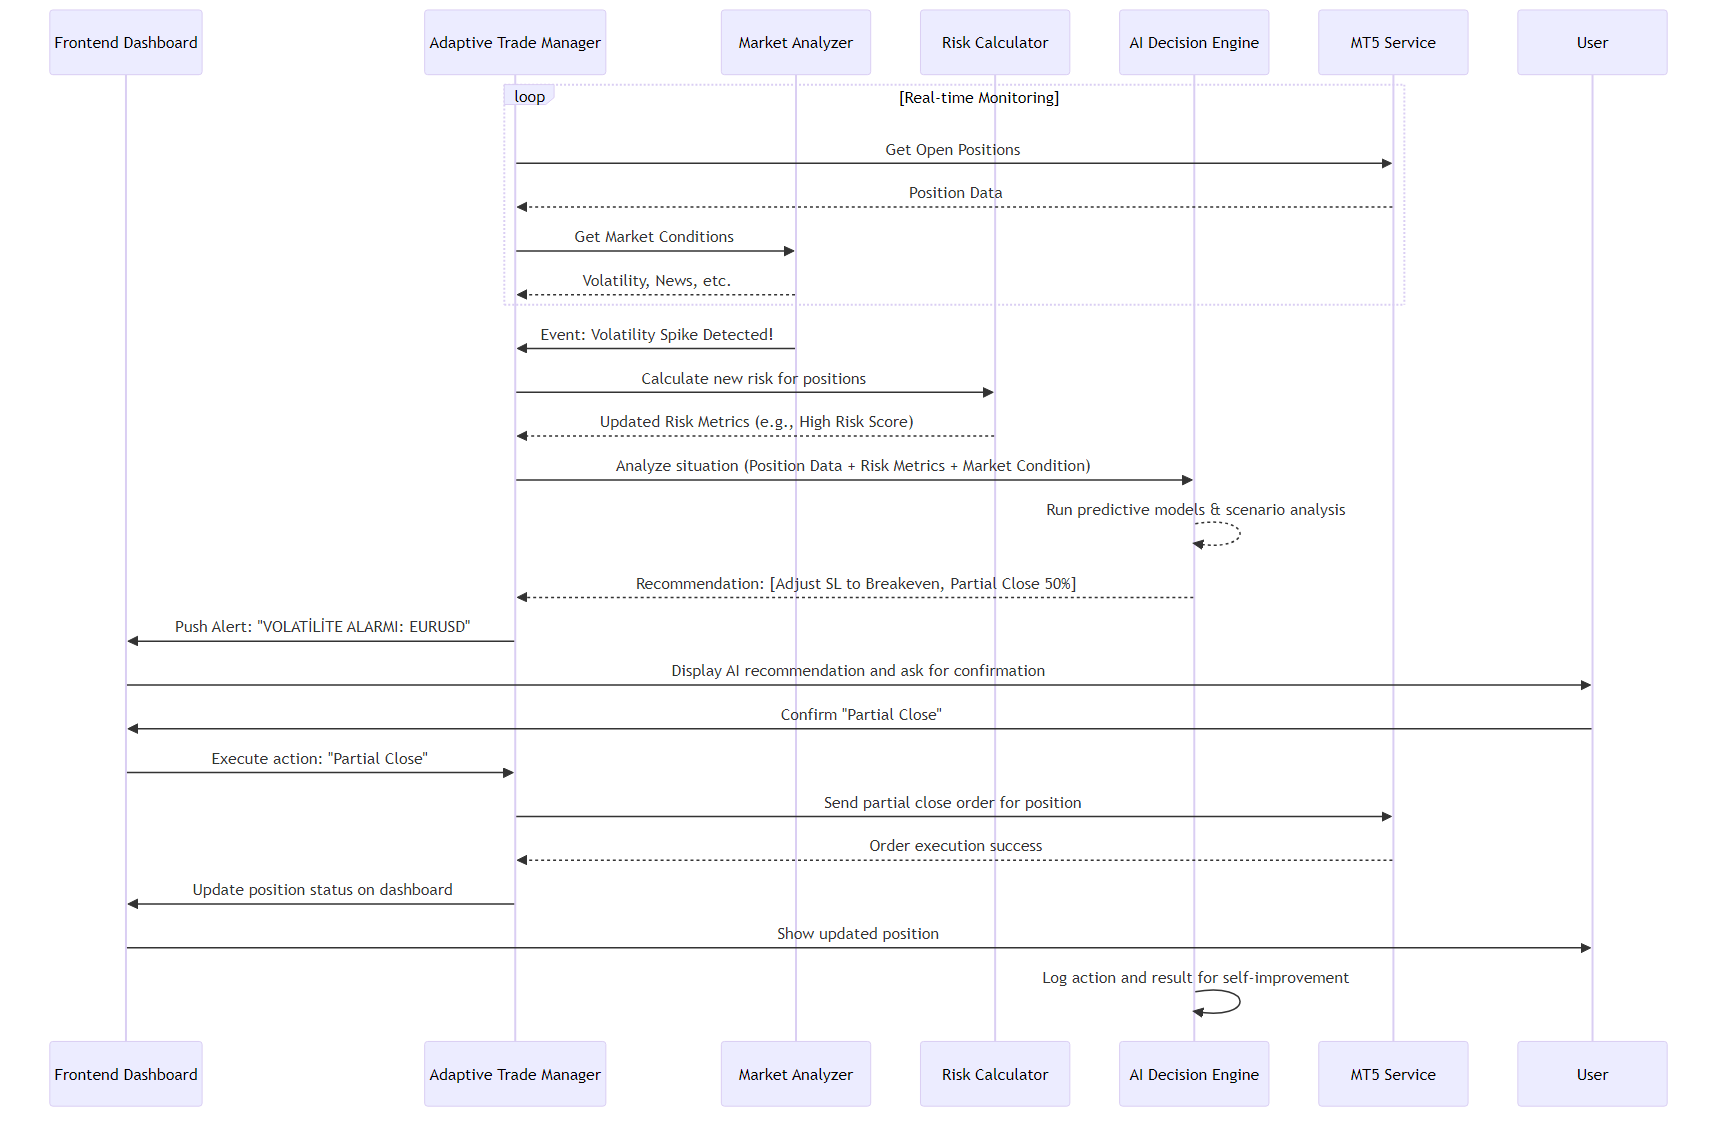 Frontend Dashboard
Adaptive Trade Manager
Market Analyzer
Risk Calculator
AI Decision Engine
MT5 Service
User
loop
[Real-time Monitoring]
Get Open Positions
Position Data
Get Market Conditions
Volatility, News, etc.
Event: Volatility Spike Detected!
Calculate new risk for positions
Updated Risk Metrics (e.g., High Risk Score)
Analyze situation (Position Data + Risk Metrics + Market Condition)
Run predictive models & scenario analysis
Recommendation: [Adjust SL to Breakeven, Partial Close 50%]
Push Alert: "VOLATİLİTE ALARMI: EURUSD"
Display AI recommendation and ask for confirmation
Confirm "Partial Close"
Execute action: "Partial Close"
Send partial close order for position
Order execution success
Update position status on dashboard
Show updated position
Log action and result for self-improvement
Frontend Dashboard
Adaptive Trade Manager
Market Analyzer
Risk Calculator
AI Decision Engine
MT5 Service
User